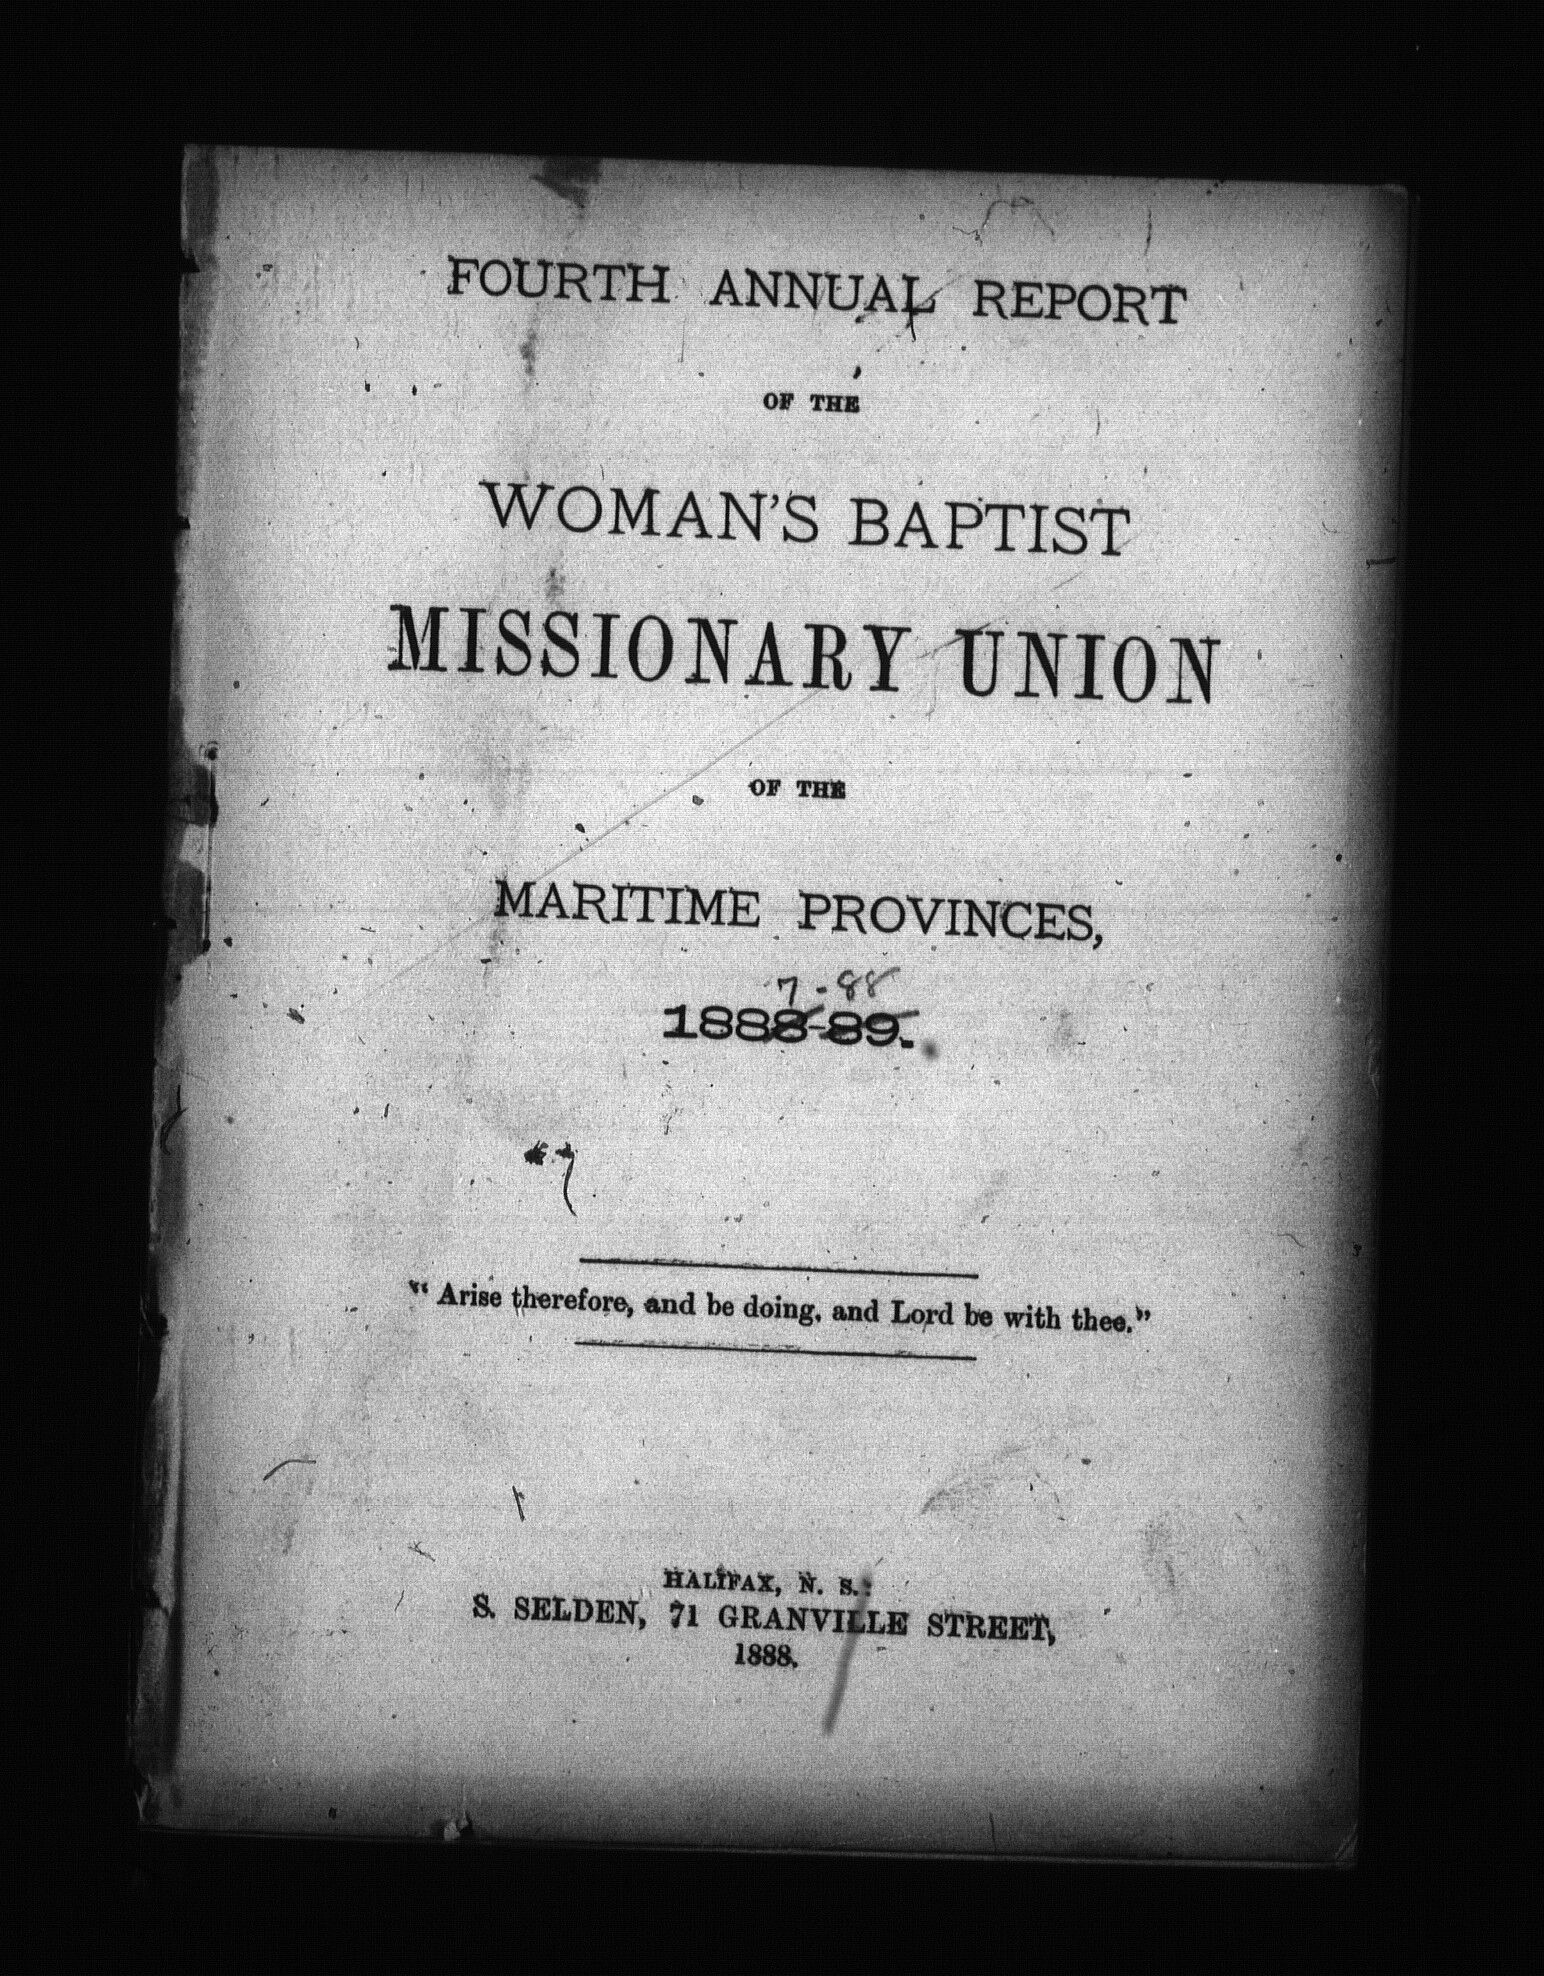 FOURTH ANNUAL REPORT
OF THE
WOMAN'S BAPTIST
MISSIONARY UNION
OF THE
MARITIME PROVINCES,
7-88
1888-89.
"Arise therefore, and be doing, and Lord be with thee."
HALIFAX, N. S.:
S. SELDEN, 71 GRANVILLE STREET,
1888.